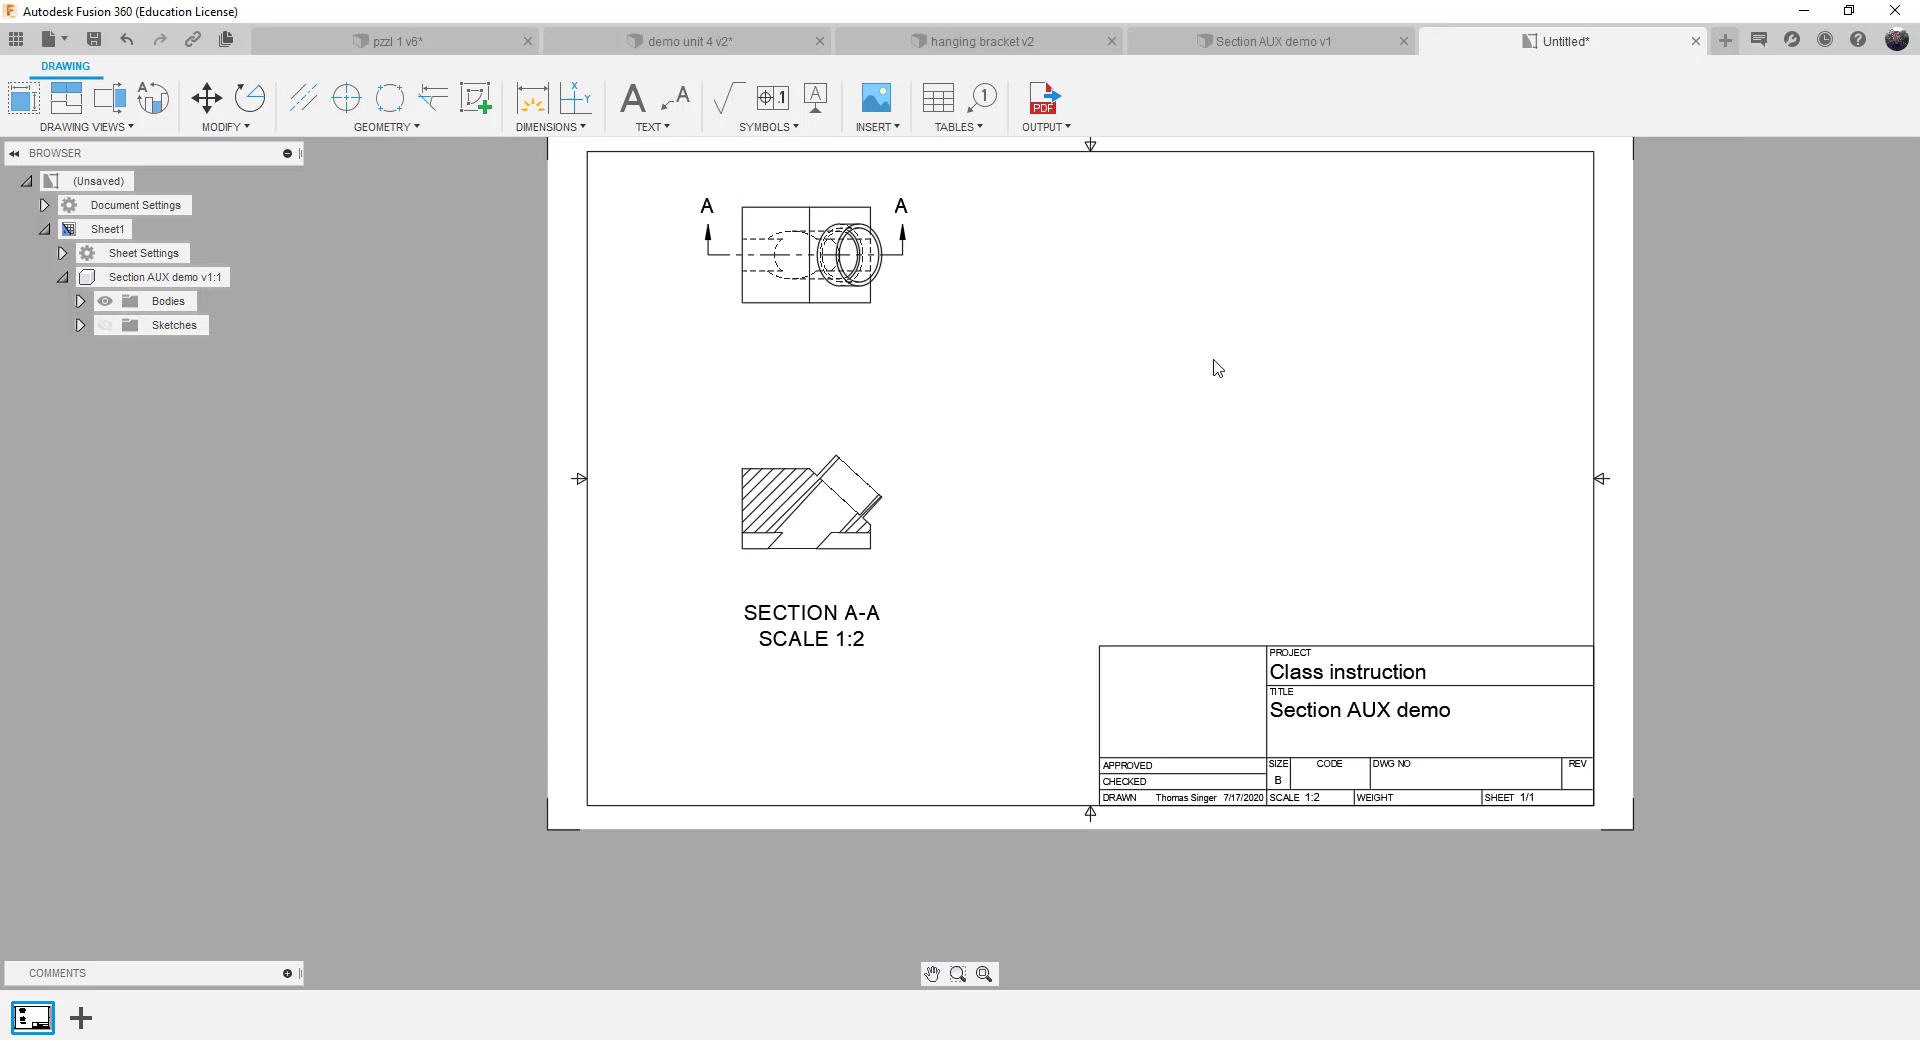 Autodesk Fusion 360 (Education License)
pzzl 1 v6*
demo unit 4 v2*
hanging bracket v2
Section AUX demo v1
Untitled*
DRAWING
DRAWING VIEWS
MODIFY
GEOMETRY
DIMENSIONS
TEXT
SYMBOLS
INSERT
TABLES
OUTPUT
PDF
BROWSER
(Unsaved)
Document Settings
Sheet1
Sheet Settings
Section AUX demo v1:1
Bodies
Sketches
A A
SECTION A-A
SCALE 1:2
PROJECT
Class instruction
TITLE
Section AUX demo
APPROVED
CHECKED
DRAWN Thomas Singer 7/17/2020
SIZE CODE DWG NO REV
B
SCALE 1:2 WEIGHT SHEET 1/1
COMMENTS